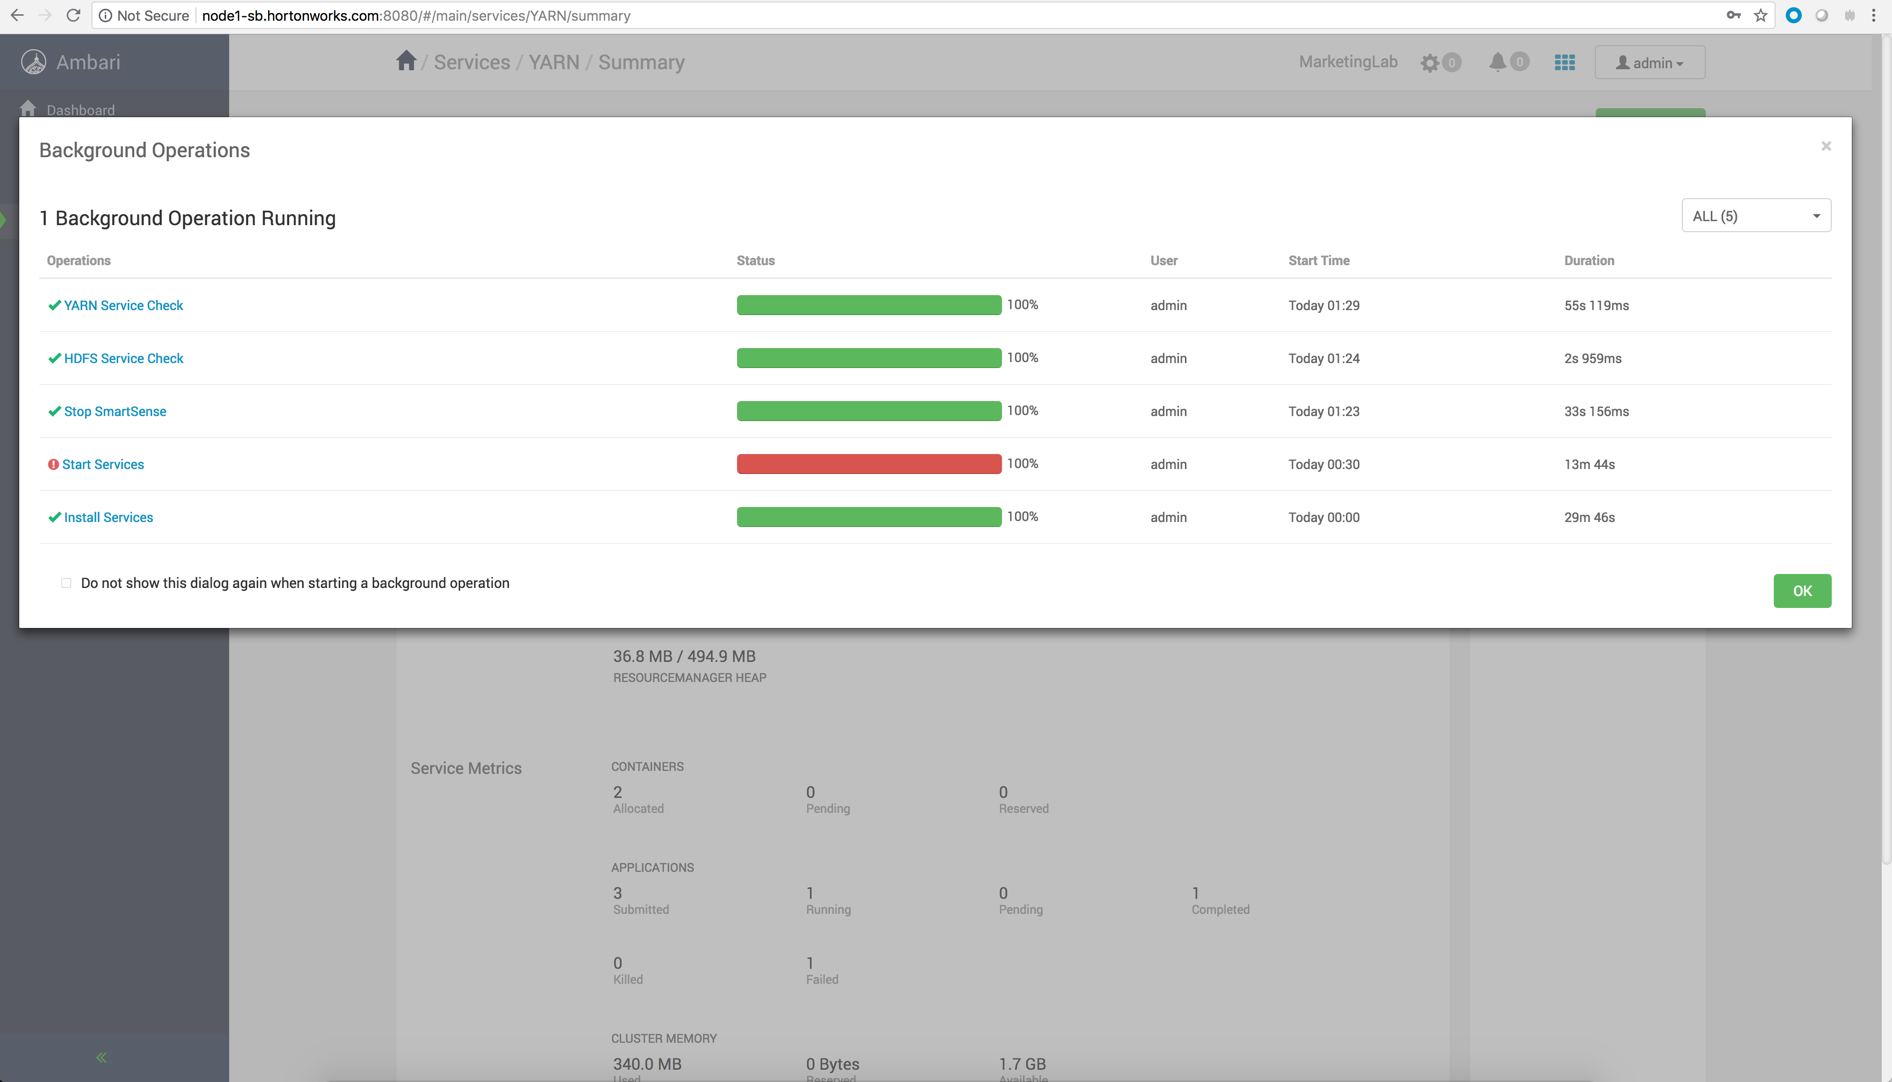 Not Secure node1-sb.hortonworks.com:8080/#/main/services/YARN/summary
Ambari
/ Services / YARN / Summary
MarketingLab 0 0 admin
Dashboard
Background Operations ×
1 Background Operation Running
ALL (5)
Operations Status User Start Time Duration
YARN Service Check 100% admin Today 01:29 55s 119ms
HDFS Service Check 100% admin Today 01:24 2s 959ms
Stop SmartSense 100% admin Today 01:23 33s 156ms
Start Services 100% admin Today 00:30 13m 44s
Install Services 100% admin Today 00:00 29m 46s
Do not show this dialog again when starting a background operation
OK
36.8 MB / 494.9 MB
RESOURCEMANAGER HEAP
Service Metrics
CONTAINERS
2 0 0
Allocated Pending Reserved
APPLICATIONS
3 1 0 1
Submitted Running Pending Completed
0 1
Killed Failed
CLUSTER MEMORY
340.0 MB 0 Bytes 1.7 GB
Used Reserved Available